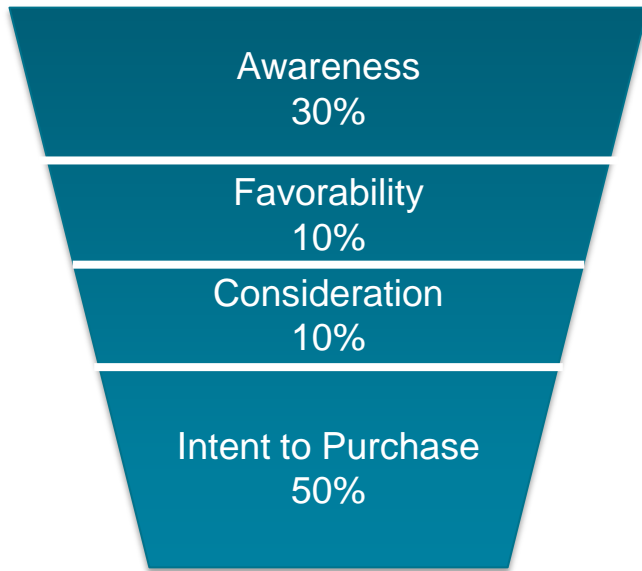 Awareness
30%
Favorability
10%
Consideration
10%
Intent to Purchase
50%